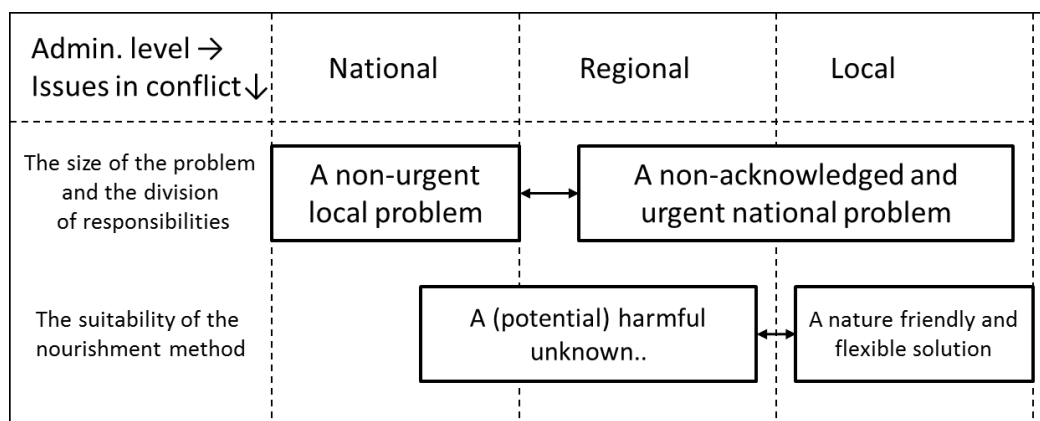 Admin. level →
Issues in conflict ↓
National
Regional
Local
The size of the problem
and the division
of responsibilities
A non-urgent
local problem
A non-acknowledged and
urgent national problem
The suitability of the
nourishment method
A (potential) harmful
unknown..
A nature friendly and
flexible solution